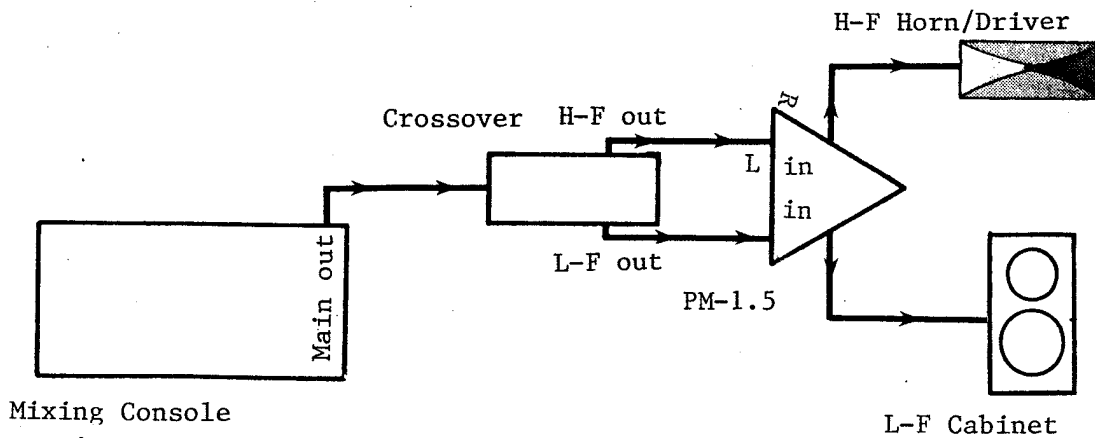 H-F Horn/Driver
Crossover
H-F out
R
L
in
in
Main out
L-F out
PM-1.5
Mixing Console
L-F Cabinet